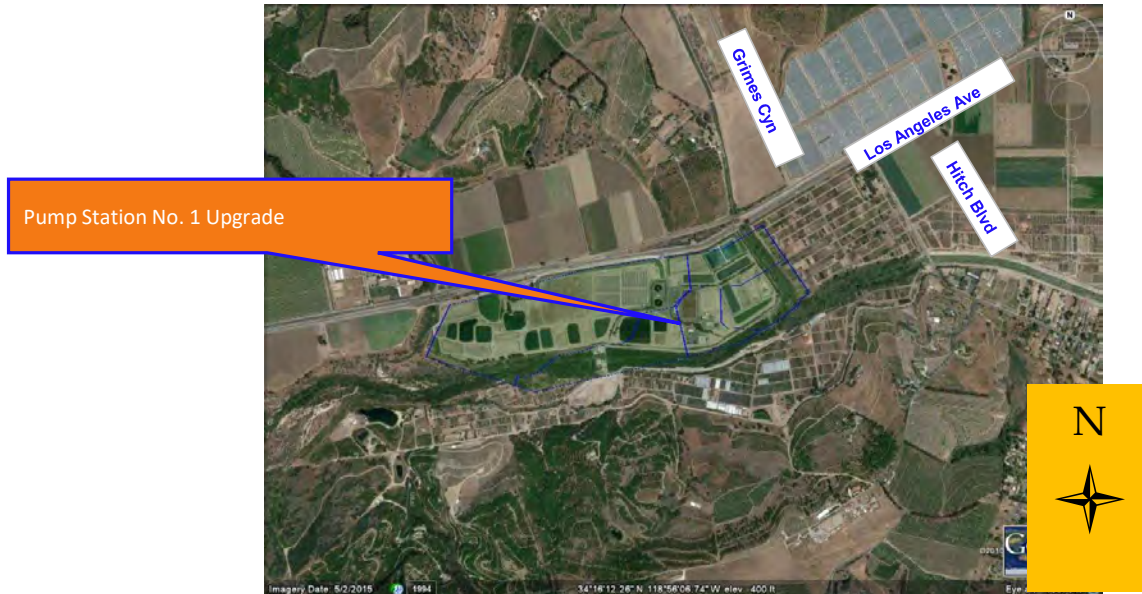 N
Grimes Cyn
Los Angeles Ave
Hitch Blvd
Pump Station No. 1 Upgrade
N
G
Imagery Date: 5/2/2015
1994
34°16'12.26" N 118°56'06.74" W elev 400 ft
Eye